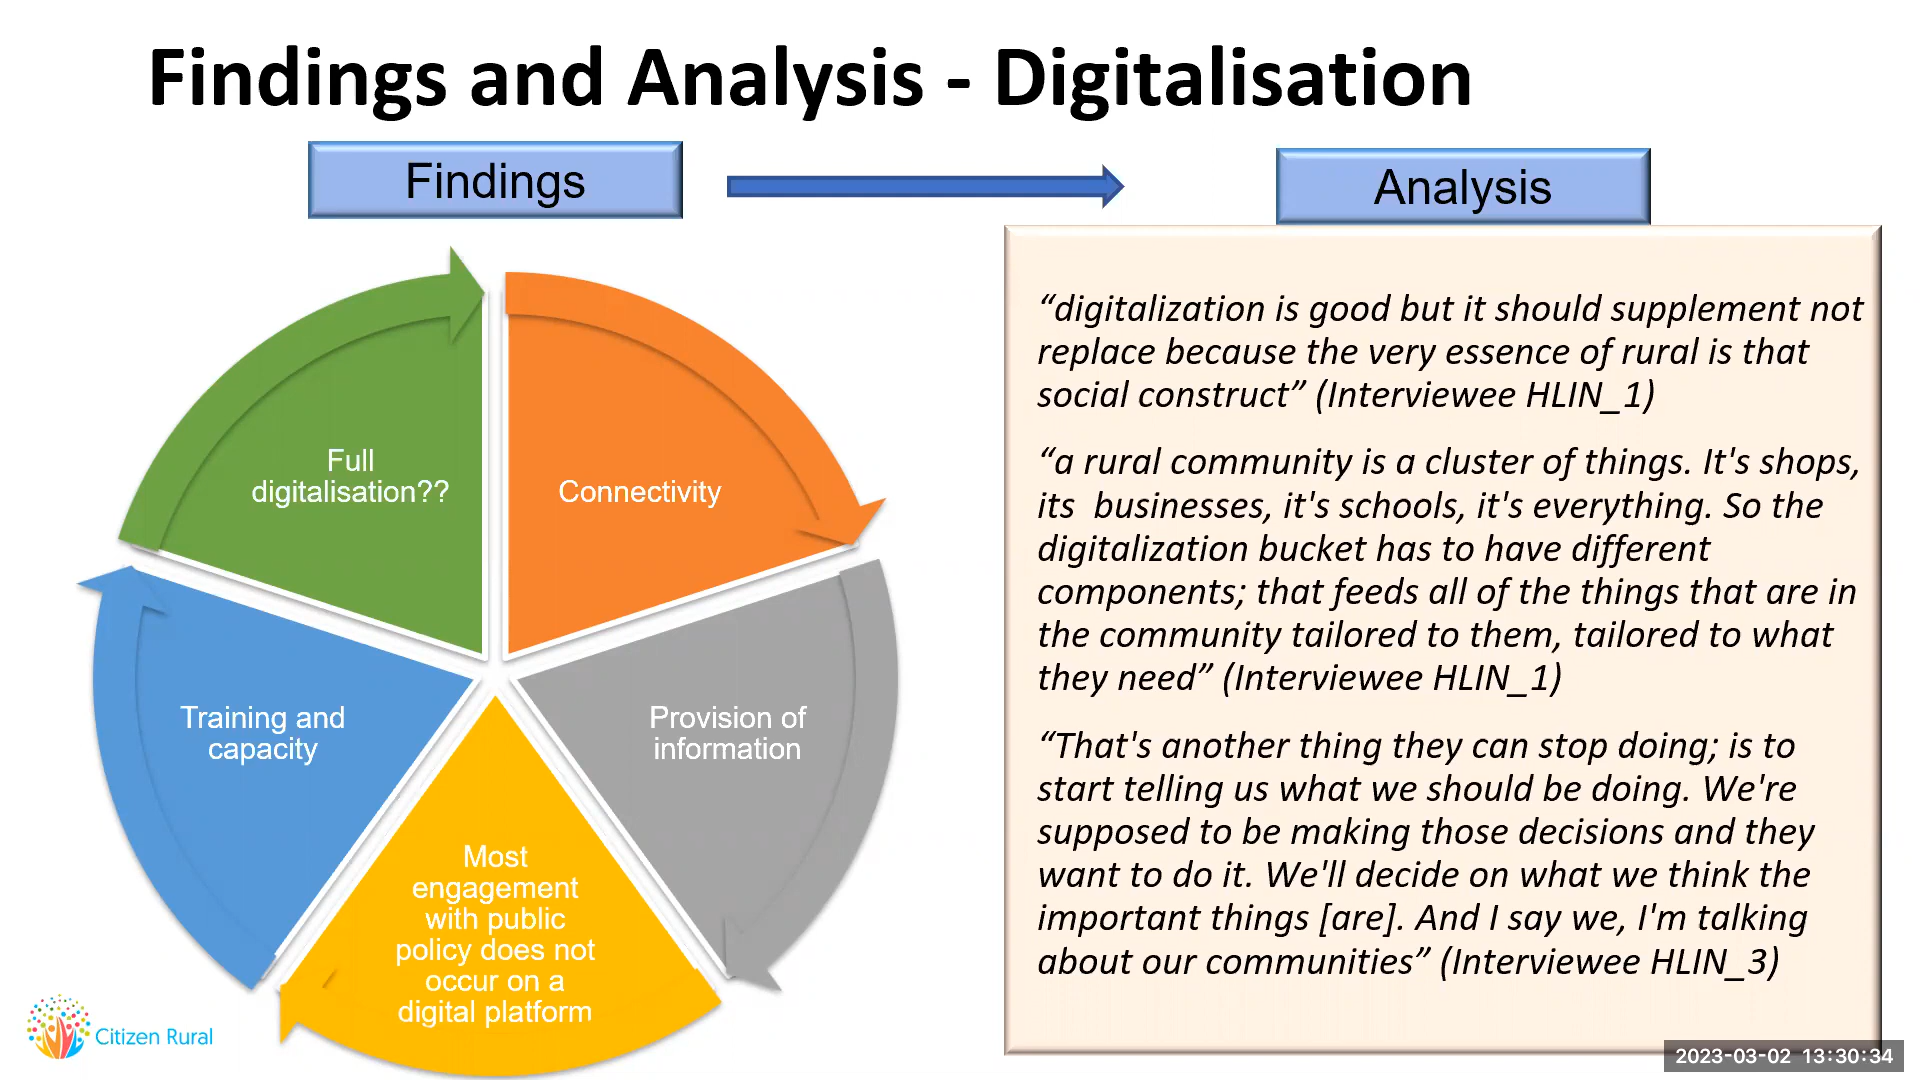 Findings and Analysis - Digitalisation
Findings
Analysis
Full
digitalisation??
Connectivity
Training and
capacity
Provision of
information
Most
engagement
with public
policy does not
occur on a
digital platform
“digitalization is good but it should supplement not
replace because the very essence of rural is that
social construct” (Interviewee HLIN_1)
“a rural community is a cluster of things. It's shops,
its  businesses, it's schools, it's everything. So the
digitalization bucket has to have different
components; that feeds all of the things that are in
the community tailored to them, tailored to what
they need” (Interviewee HLIN_1)
“That's another thing they can stop doing; is to
start telling us what we should be doing. We're
supposed to be making those decisions and they
want to do it. We'll decide on what we think the
important things [are]. And I say we, I'm talking
about our communities” (Interviewee HLIN_3)
Citizen Rural
2023-03-02 13:30:34